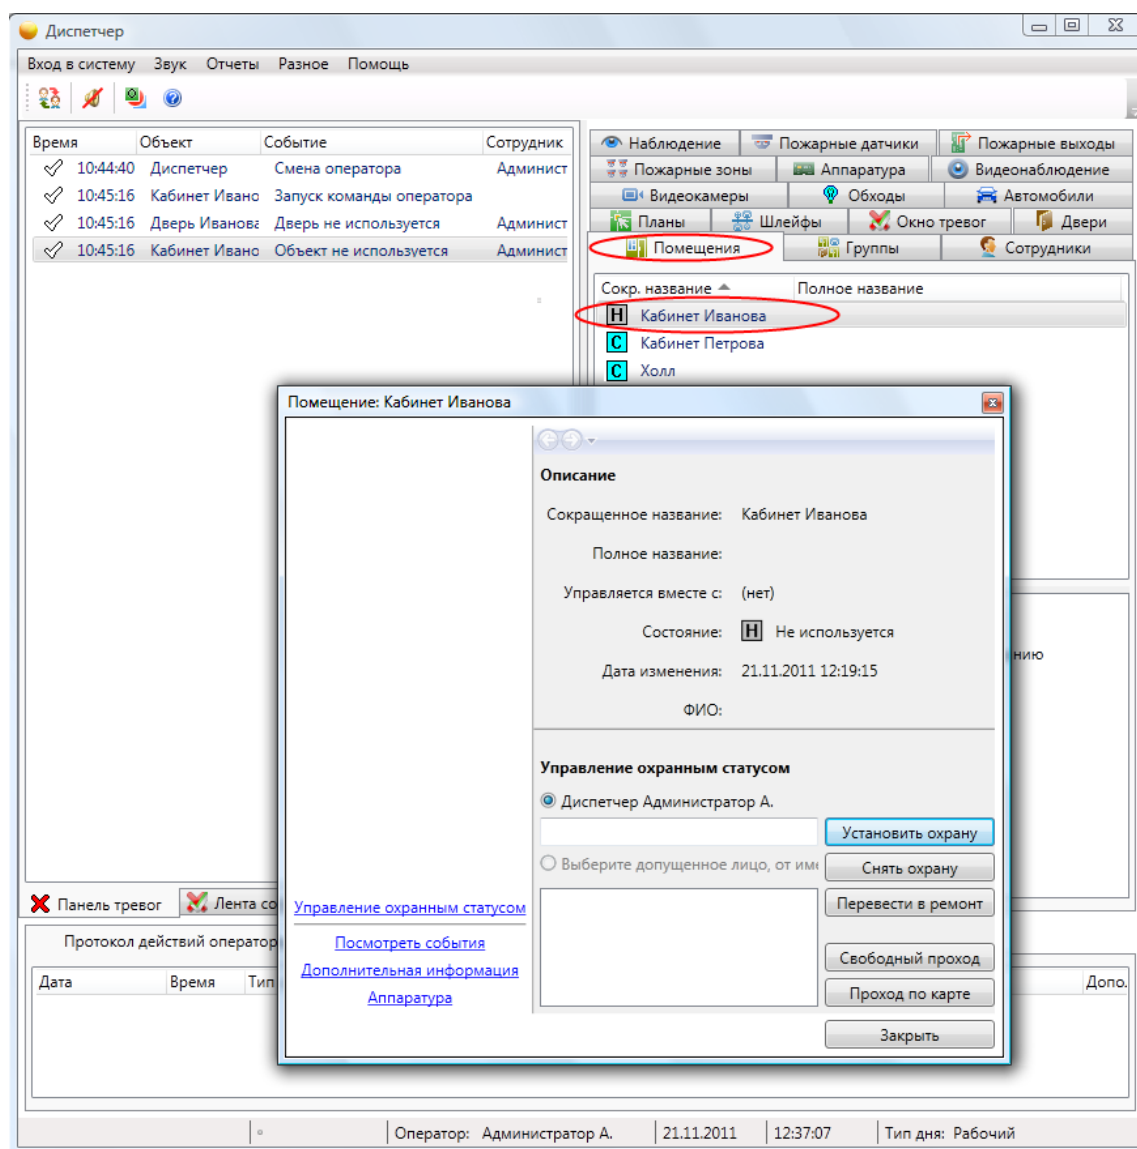 Диспетчер
Вход в систему Звук Отчеты Разное Помощь
Время Объект Событие Сотрудник
10:44:40 Диспетчер Смена оператора Админист
10:45:16 Кабинет Ивано Запуск команды оператора
10:45:16 Дверь Иванова Дверь не используется Админист
10:45:16 Кабинет Ивано Объект не используется Админист
Наблюдение Пожарные датчики Пожарные выходы
Пожарные зоны Аппаратура Видеонаблюдение
Видеокамеры Обходы Автомобили
Планы Шлейфы Окно тревог Двери
Помещения Группы Сотрудники
Сокр. название Полное название
Н Кабинет Иванова
С Кабинет Петрова
С Холл
Помещение: Кабинет Иванова
Описание
Сокращенное название: Кабинет Иванова
Полное название:
Управляется вместе с: (нет)
Состояние: Н Не используется
Дата изменения: 21.11.2011 12:19:15
ФИО:
нию
Управление охранным статусом
Диспетчер Администратор А.
Установить охрану
Выберите допущенное лицо, от име
Снять охрану
Перевести в ремонт
Свободный проход
Проход по карте
Закрыть
Управление охранным статусом
Посмотреть события
Дополнительная информация
Аппаратура
Панель тревог Лента со
Протокол действий оператор
Дата Время Тип Допо.
Оператор: Администратор А. 21.11.2011 12:37:07 Тип дня: Рабочий